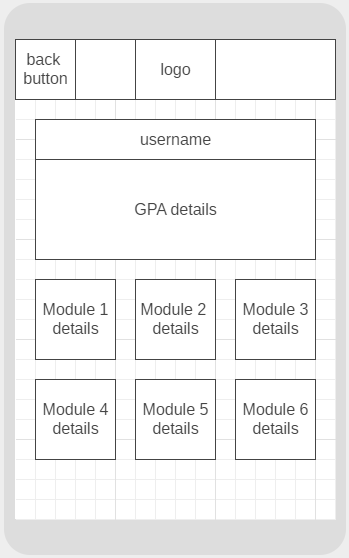 back
button
logo
username
GPA details
Module 1
details
Module 2
details
Module 3
details
Module 4
details
Module 5
details
Module 6
details